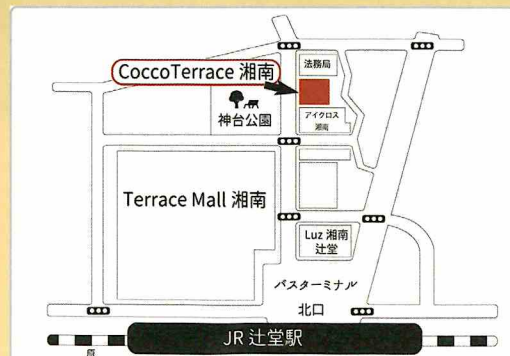 法務局
CoccoTerrace 湘南
アイクロス
湘南
神台公園
Terrace Mall 湘南
Luz 湘南
辻堂
バスターミナル
北口
JR 辻堂駅